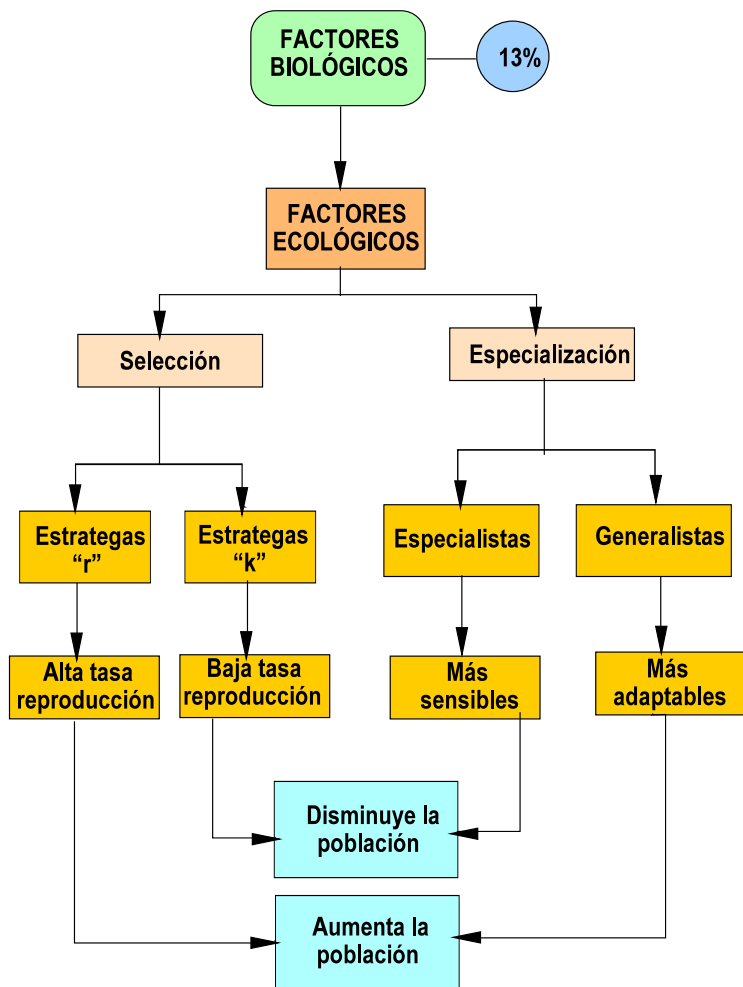 FACTORES
BIOLÓGICOS
13%
FACTORES
ECOLÓGICOS
Selección
Especialización
Estrategas
“r”
Estrategas
“k”
Especialistas
Generalistas
Alta tasa
reproducción
Baja tasa
reproducción
Más
sensibles
Más
adaptables
Disminuye la
población
Aumenta la
población